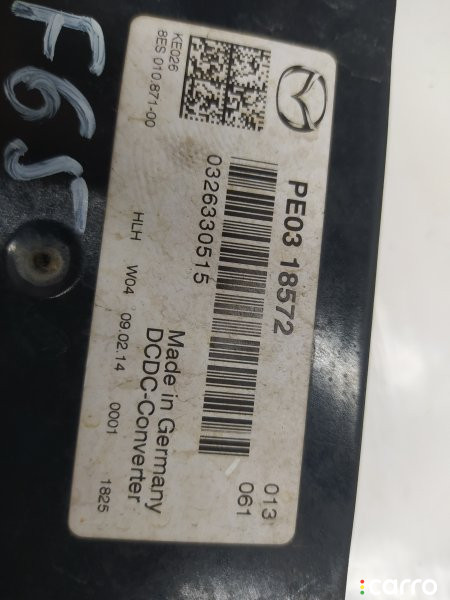 F65
KE026
8ES 010.871-00
PE03 18572
013
061
0326330515
Made in Germany
DCDC-Converter
HLH W04 09.02.14 0001 1825
carro